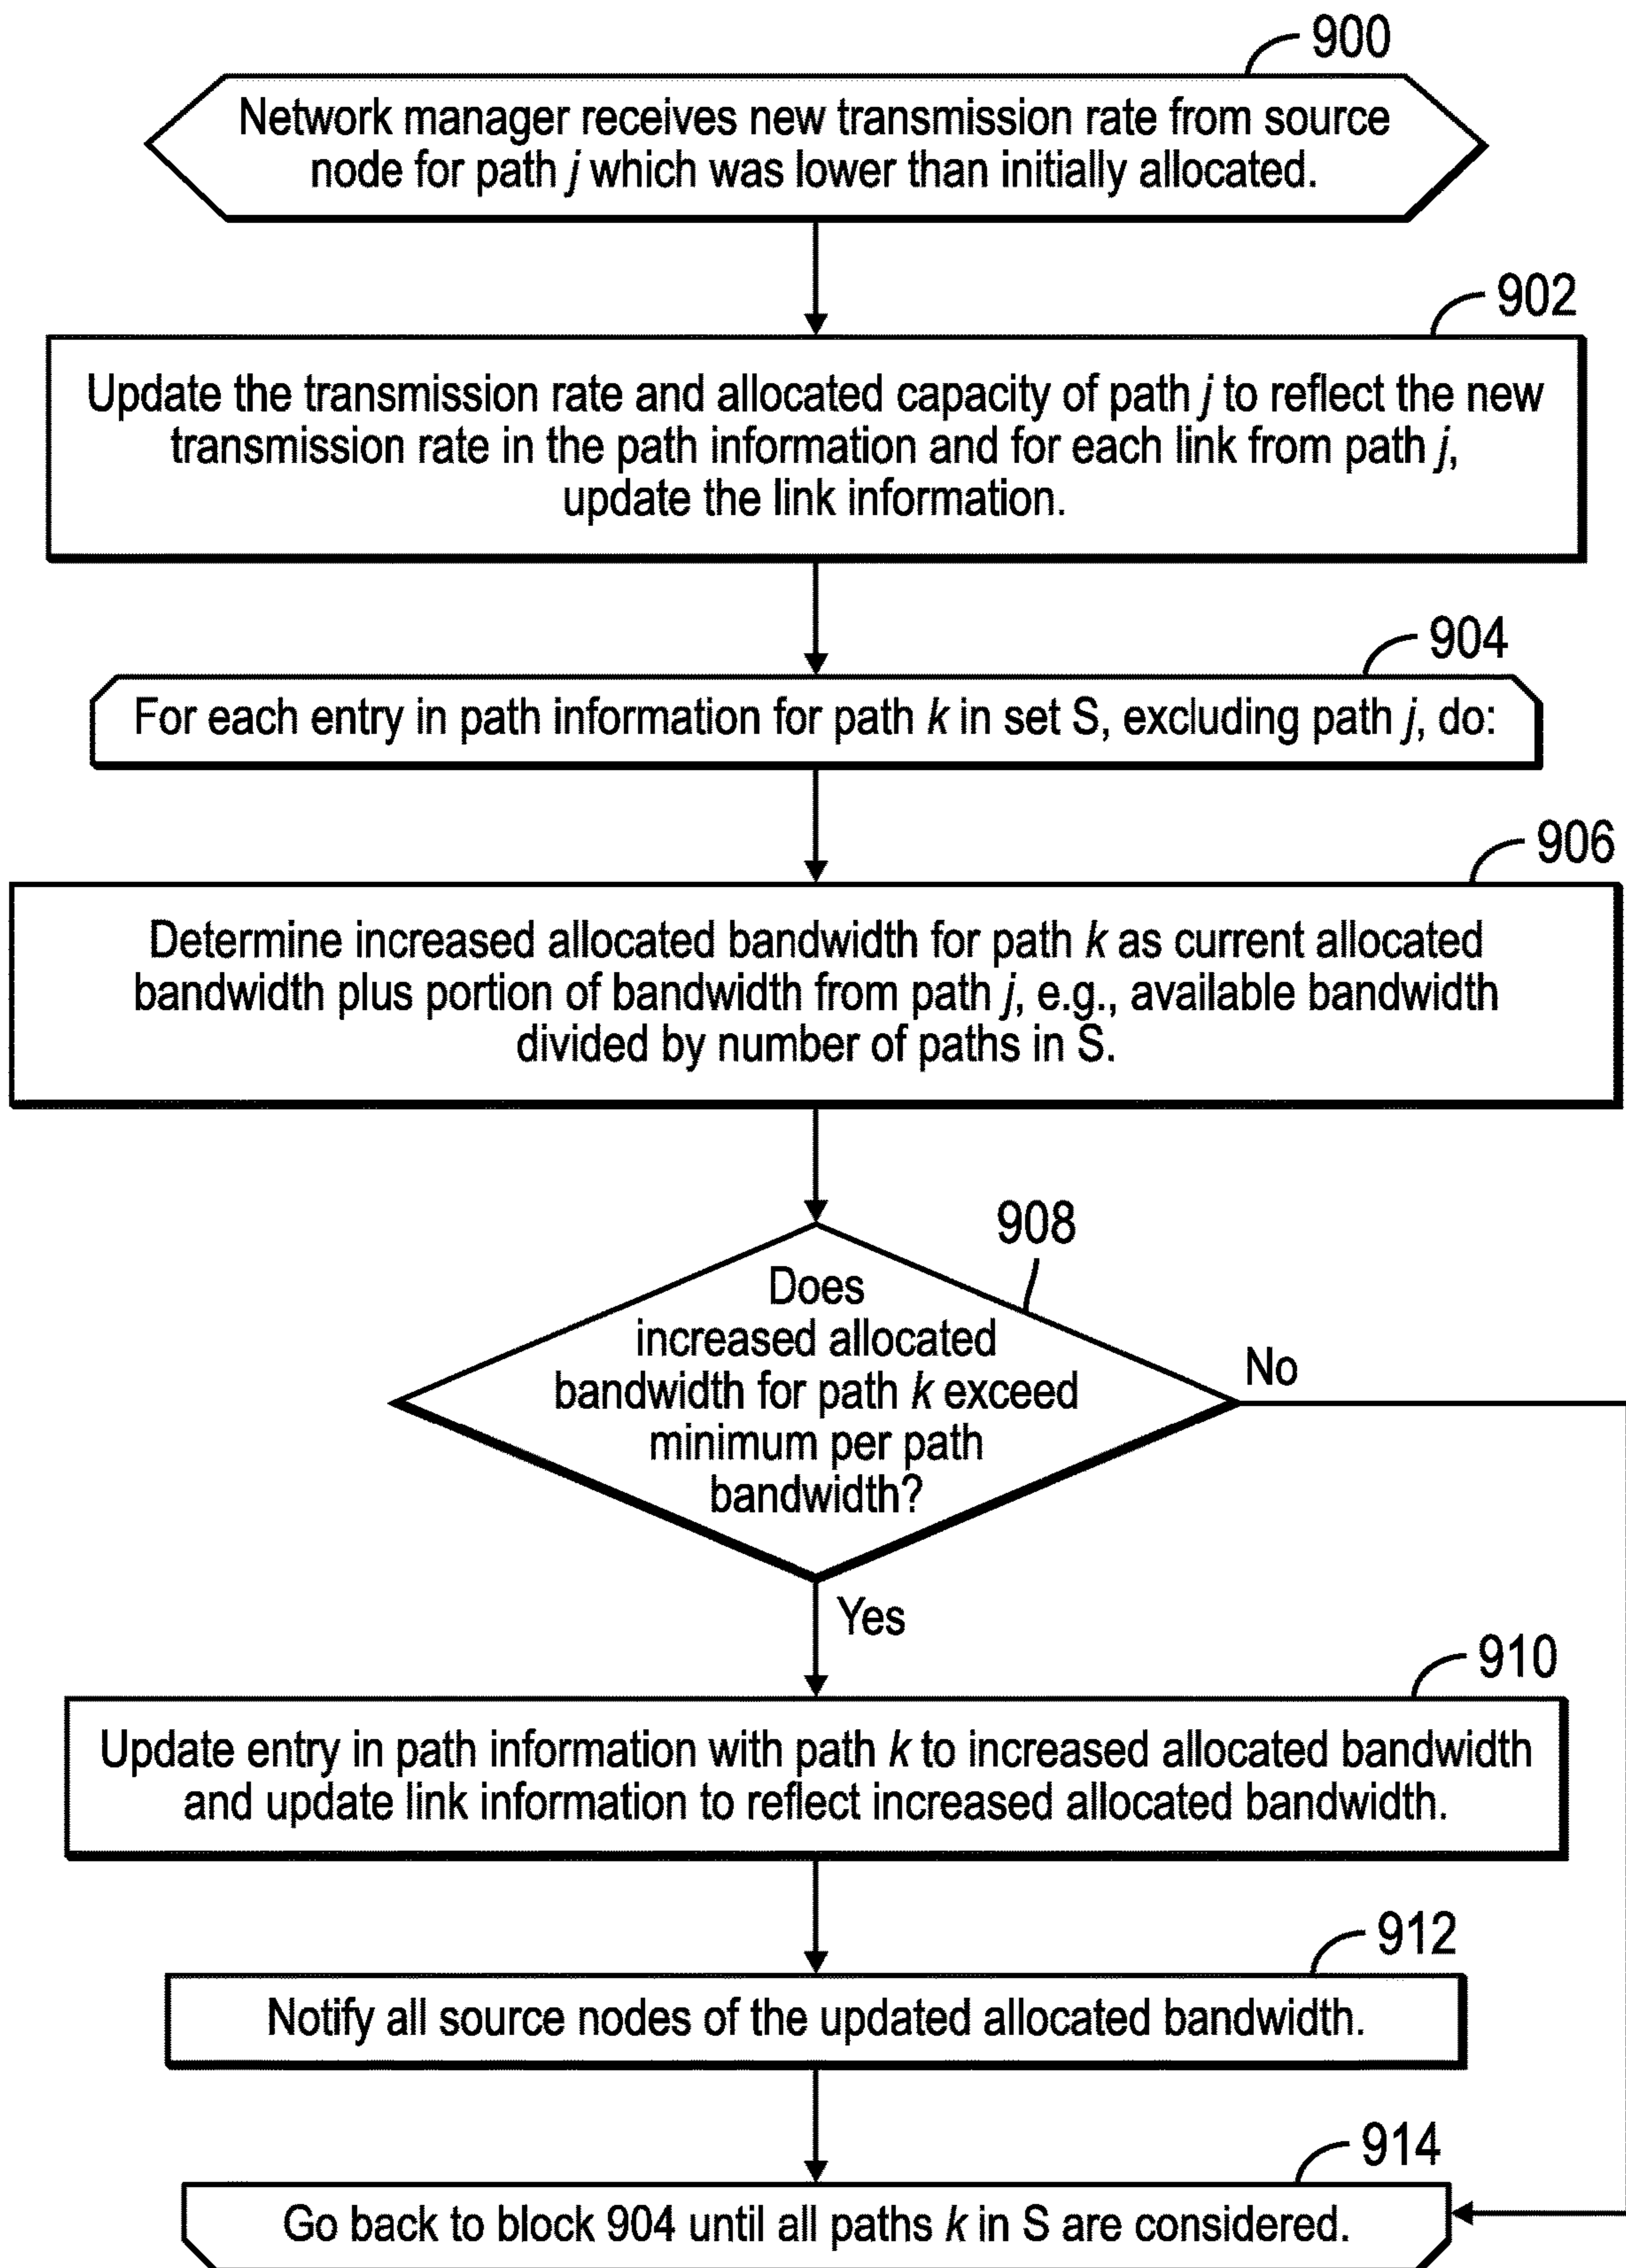 900
Network manager receives new transmission rate from source
node for path j which was lower than initially allocated.
902
Update the transmission rate and allocated capacity of path j to reflect the new
transmission rate in the path information and for each link from path j,
update the link information.
904
For each entry in path information for path k in set S, excluding path j, do:
906
Determine increased allocated bandwidth for path k as current allocated
bandwidth plus portion of bandwidth from path j, e.g., available bandwidth
divided by number of paths in S.
908
Does
increased allocated
bandwidth for path k exceed
minimum per path
bandwidth?
No
Yes
910
Update entry in path information with path k to increased allocated bandwidth
and update link information to reflect increased allocated bandwidth.
912
Notify all source nodes of the updated allocated bandwidth.
914
Go back to block 904 until all paths k in S are considered.